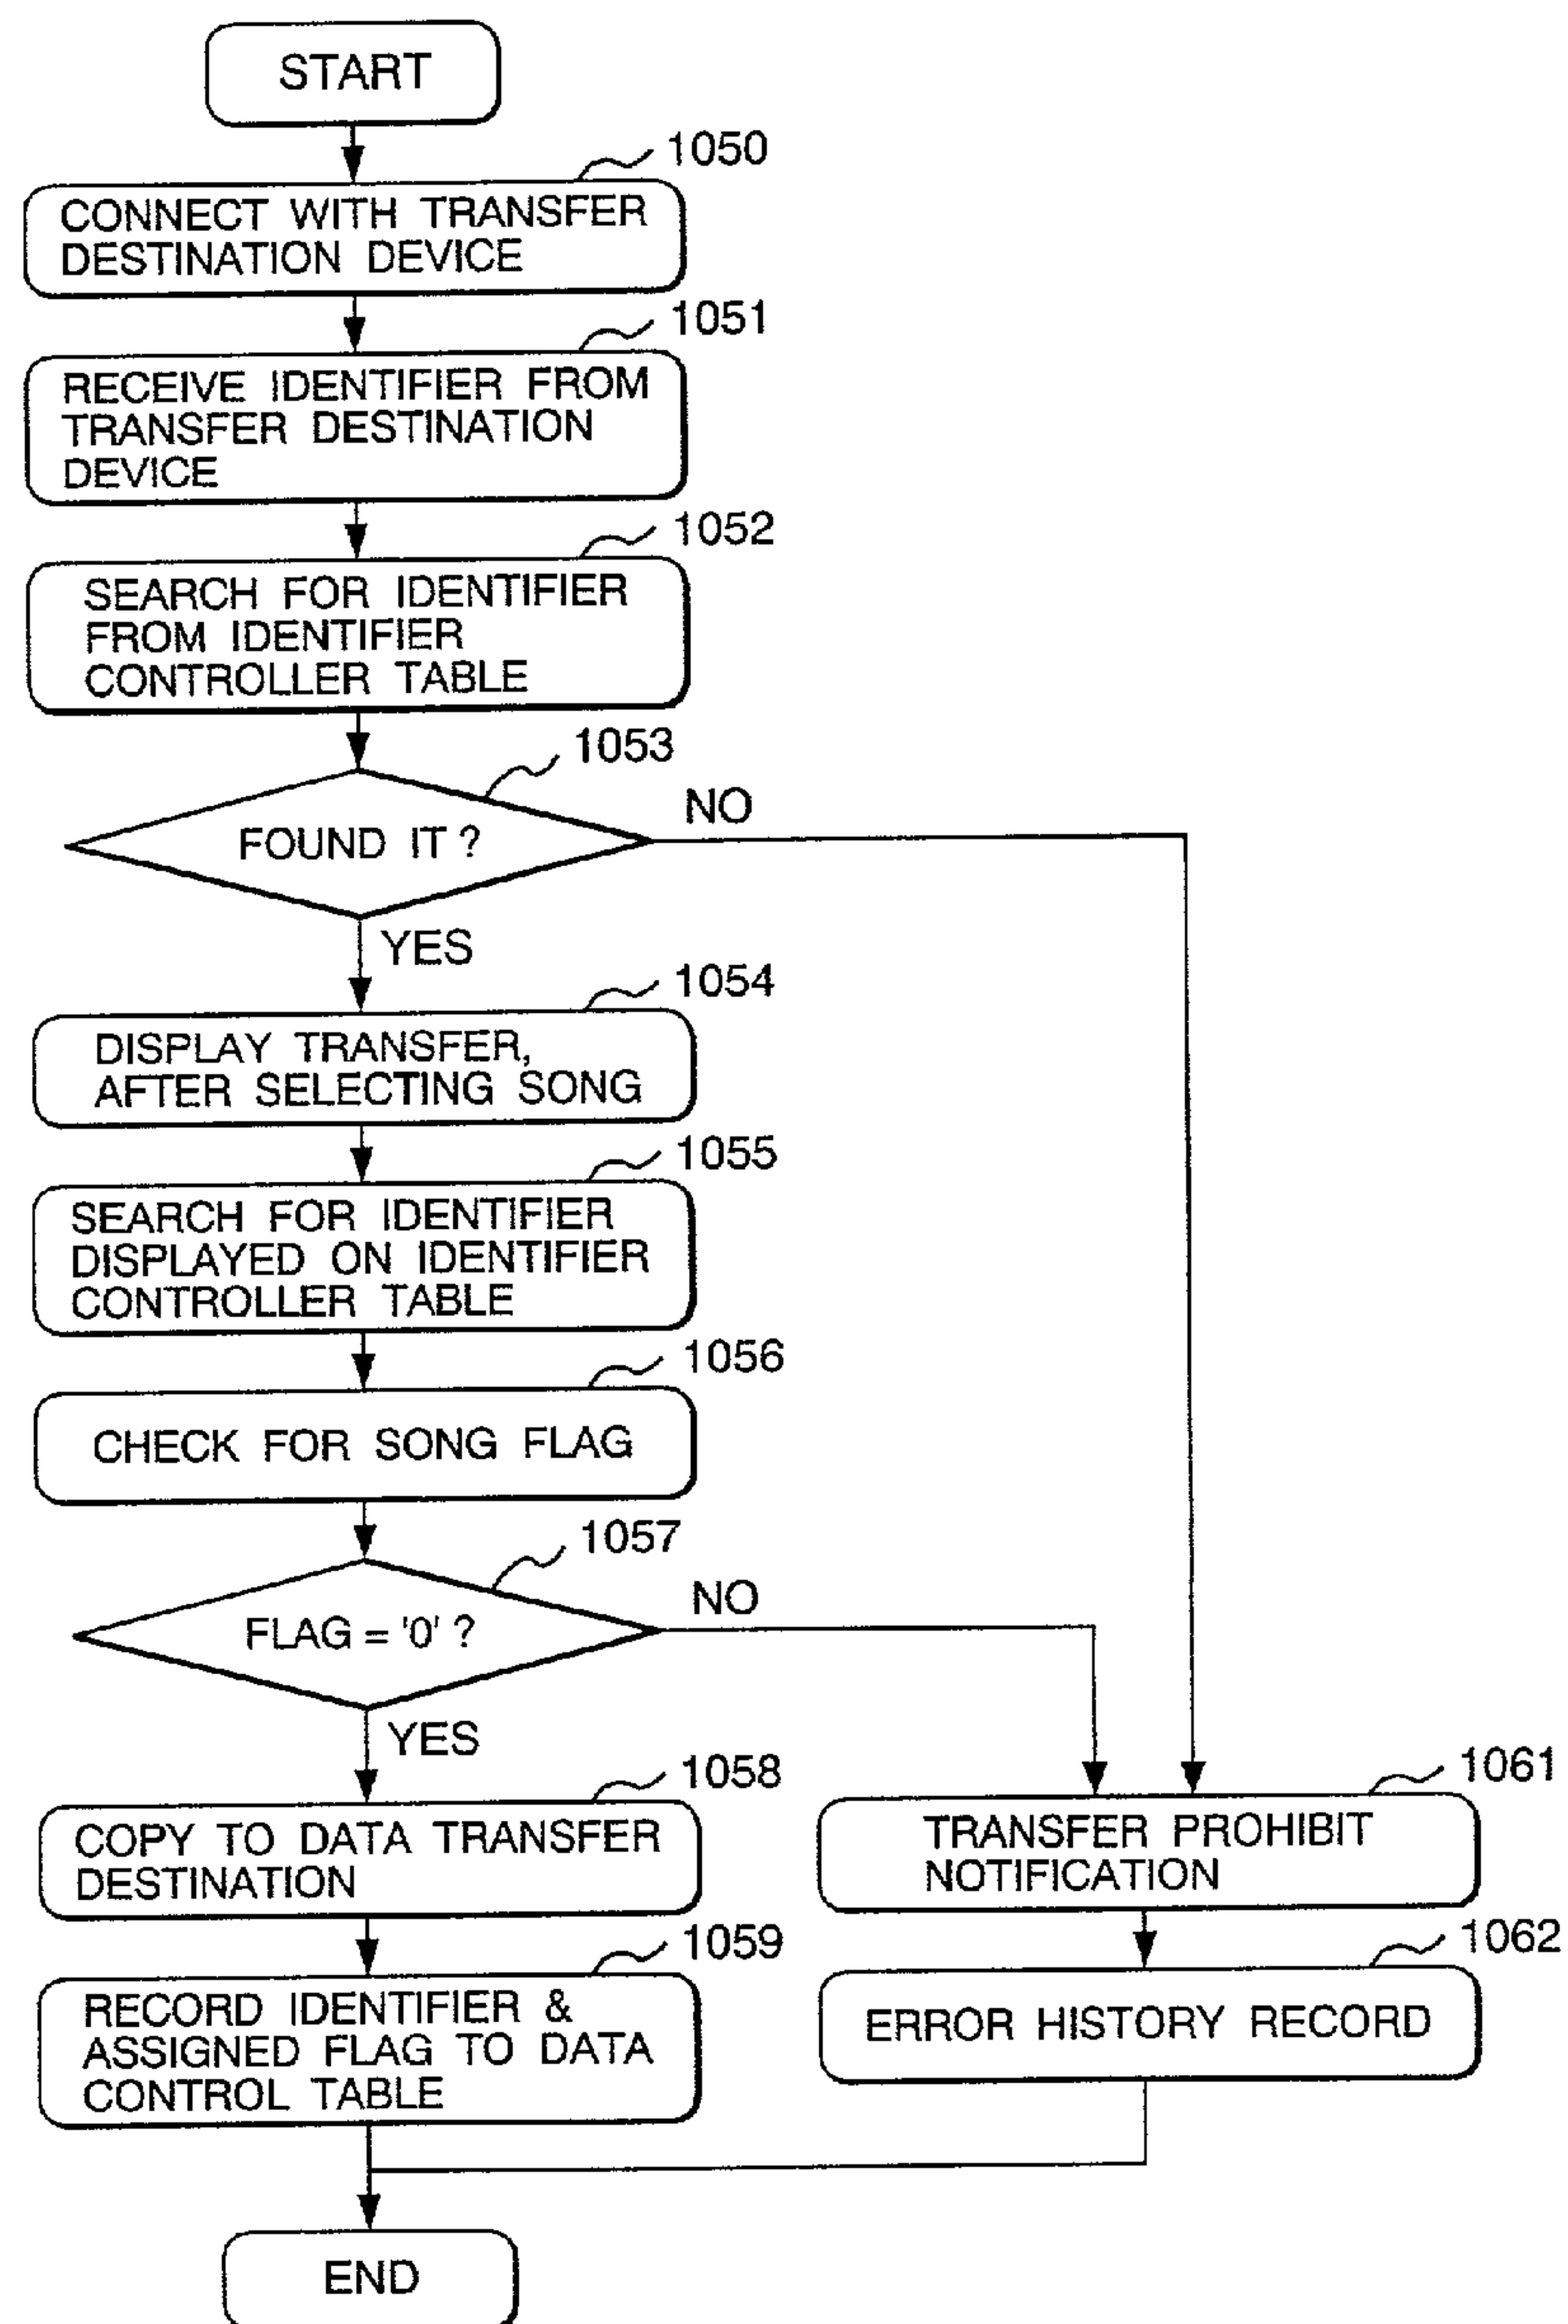 START
1050
CONNECT WITH TRANSFER
DESTINATION DEVICE
1051
RECEIVE IDENTIFIER FROM
TRANSFER DESTINATION
DEVICE
1052
SEARCH FOR IDENTIFIER
FROM IDENTIFIER
CONTROLLER TABLE
1053
FOUND IT ?
NO
YES
1054
DISPLAY TRANSFER,
AFTER SELECTING SONG
1055
SEARCH FOR IDENTIFIER
DISPLAYED ON IDENTIFIER
CONTROLLER TABLE
1056
CHECK FOR SONG FLAG
1057
FLAG = '0' ?
NO
YES
1058
COPY TO DATA TRANSFER
DESTINATION
1059
RECORD IDENTIFIER &
ASSIGNED FLAG TO DATA
CONTROL TABLE
1061
TRANSFER PROHIBIT
NOTIFICATION
1062
ERROR HISTORY RECORD
END